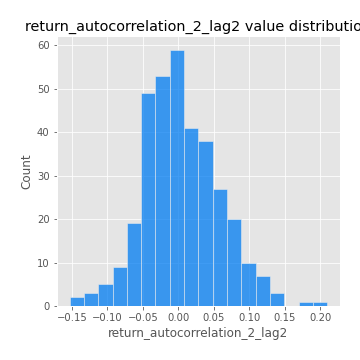 return_autocorrelation_2_lag2 value distributio
60
50
40
30
20
10
0
Count
−0.15 −0.10 −0.05 0.00 0.05 0.10 0.15 0.20
return_autocorrelation_2_lag2